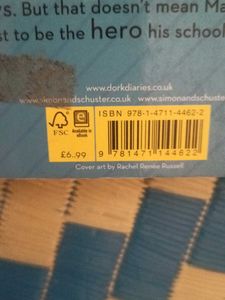 s. But that doesn't mean Ma
st to be the hero his school
www.dorkdiaries.co.uk
www.simonandschuster.co.uk www.simonandschuster
ISBN 978-1-4711-4462-2
FSC
e
Available in eBook
£6.99
9 781471 144622
Cover art by Rachel Renée Russell